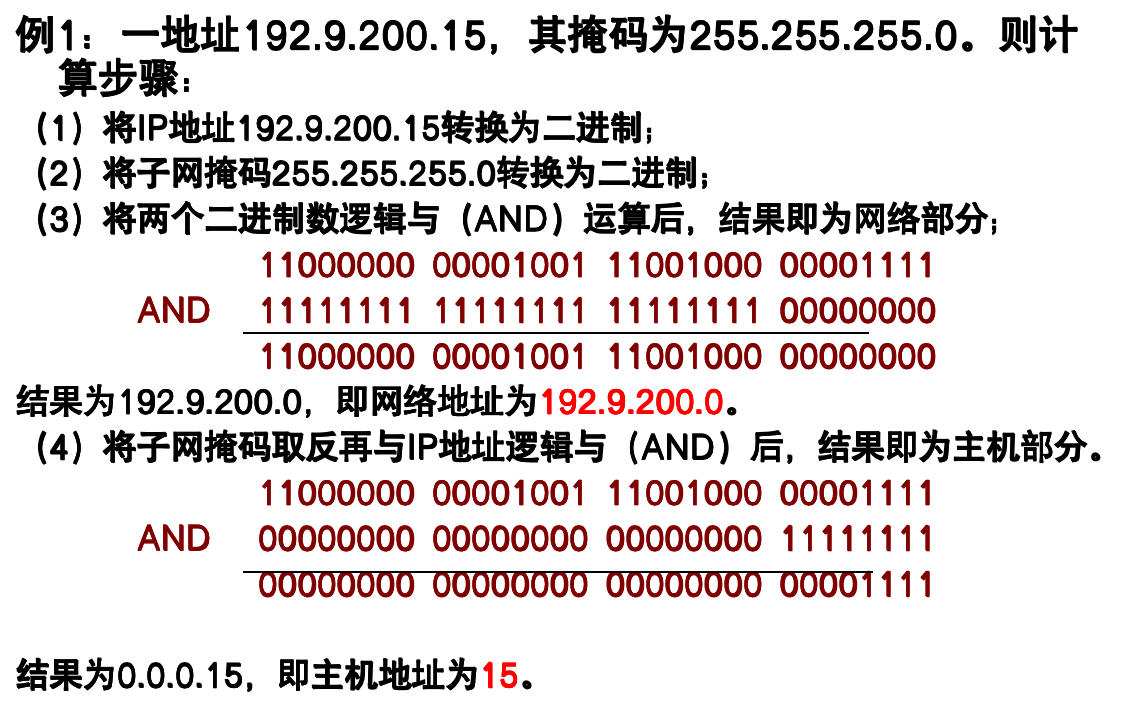 例1：一地址192.9.200.15，其掩码为255.255.255.0。则计
算步骤：
（1）将IP地址192.9.200.15转换为二进制；
（2）将子网掩码255.255.255.0转换为二进制；
（3）将两个二进制数逻辑与（AND）运算后，结果即为网络部分；
11000000 00001001 11001000 00001111
AND 11111111 11111111 11111111 00000000
11000000 00001001 11001000 00000000
结果为192.9.200.0，即网络地址为192.9.200.0。
（4）将子网掩码取反再与IP地址逻辑与（AND）后，结果即为主机部分。
11000000 00001001 11001000 00001111
AND 00000000 00000000 00000000 11111111
00000000 00000000 00000000 00001111
结果为0.0.0.15，即主机地址为15。